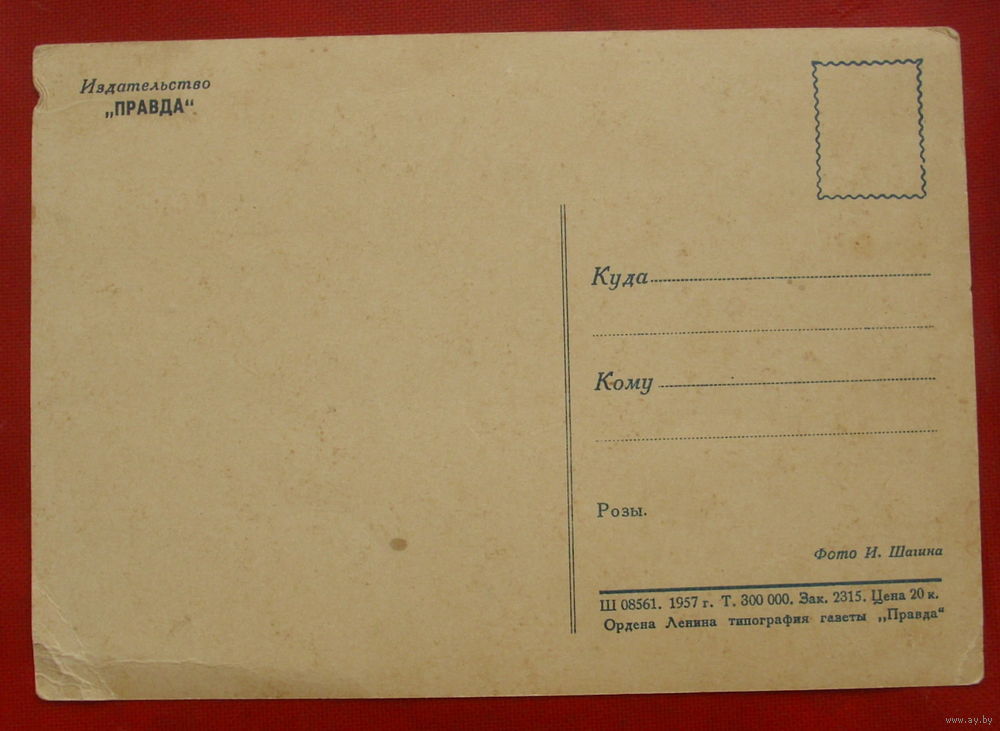 Издательство
„ПРАВДА“
Куда
Кому
Розы.
Фото И. Шагина
Ш 08561. 1957 г. Т. 300 000. Зак. 2315. Цена 20 к.
Ордена Ленина типография газеты „Правда“
www.ay.by